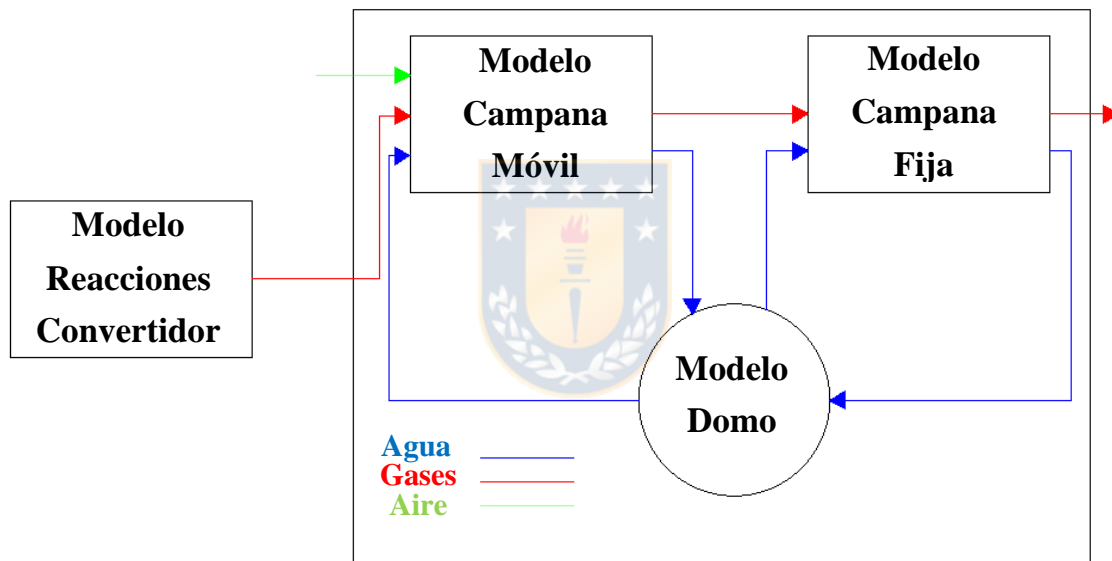 Modelo
Campana
Móvil
Modelo
Campana
Fija
Modelo
Reacciones
Convertidor
Modelo
Domo
Agua
Gases
Aire